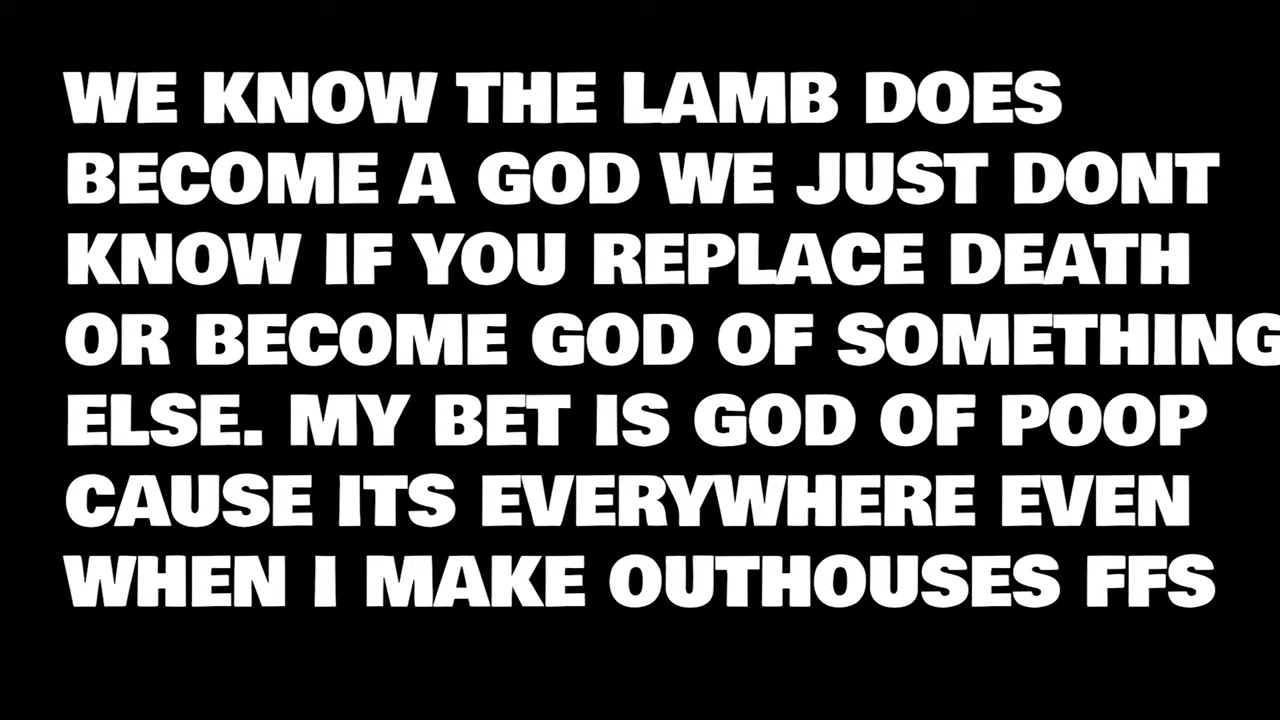 WE KNOW THE LAMB DOES
BECOME A GOD WE JUST DONT
KNOW IF YOU REPLACE DEATH
OR BECOME GOD OF SOMETHING
ELSE. MY BET IS GOD OF POOP
CAUSE ITS EVERYWHERE EVEN
WHEN I MAKE OUTHOUSES FFS